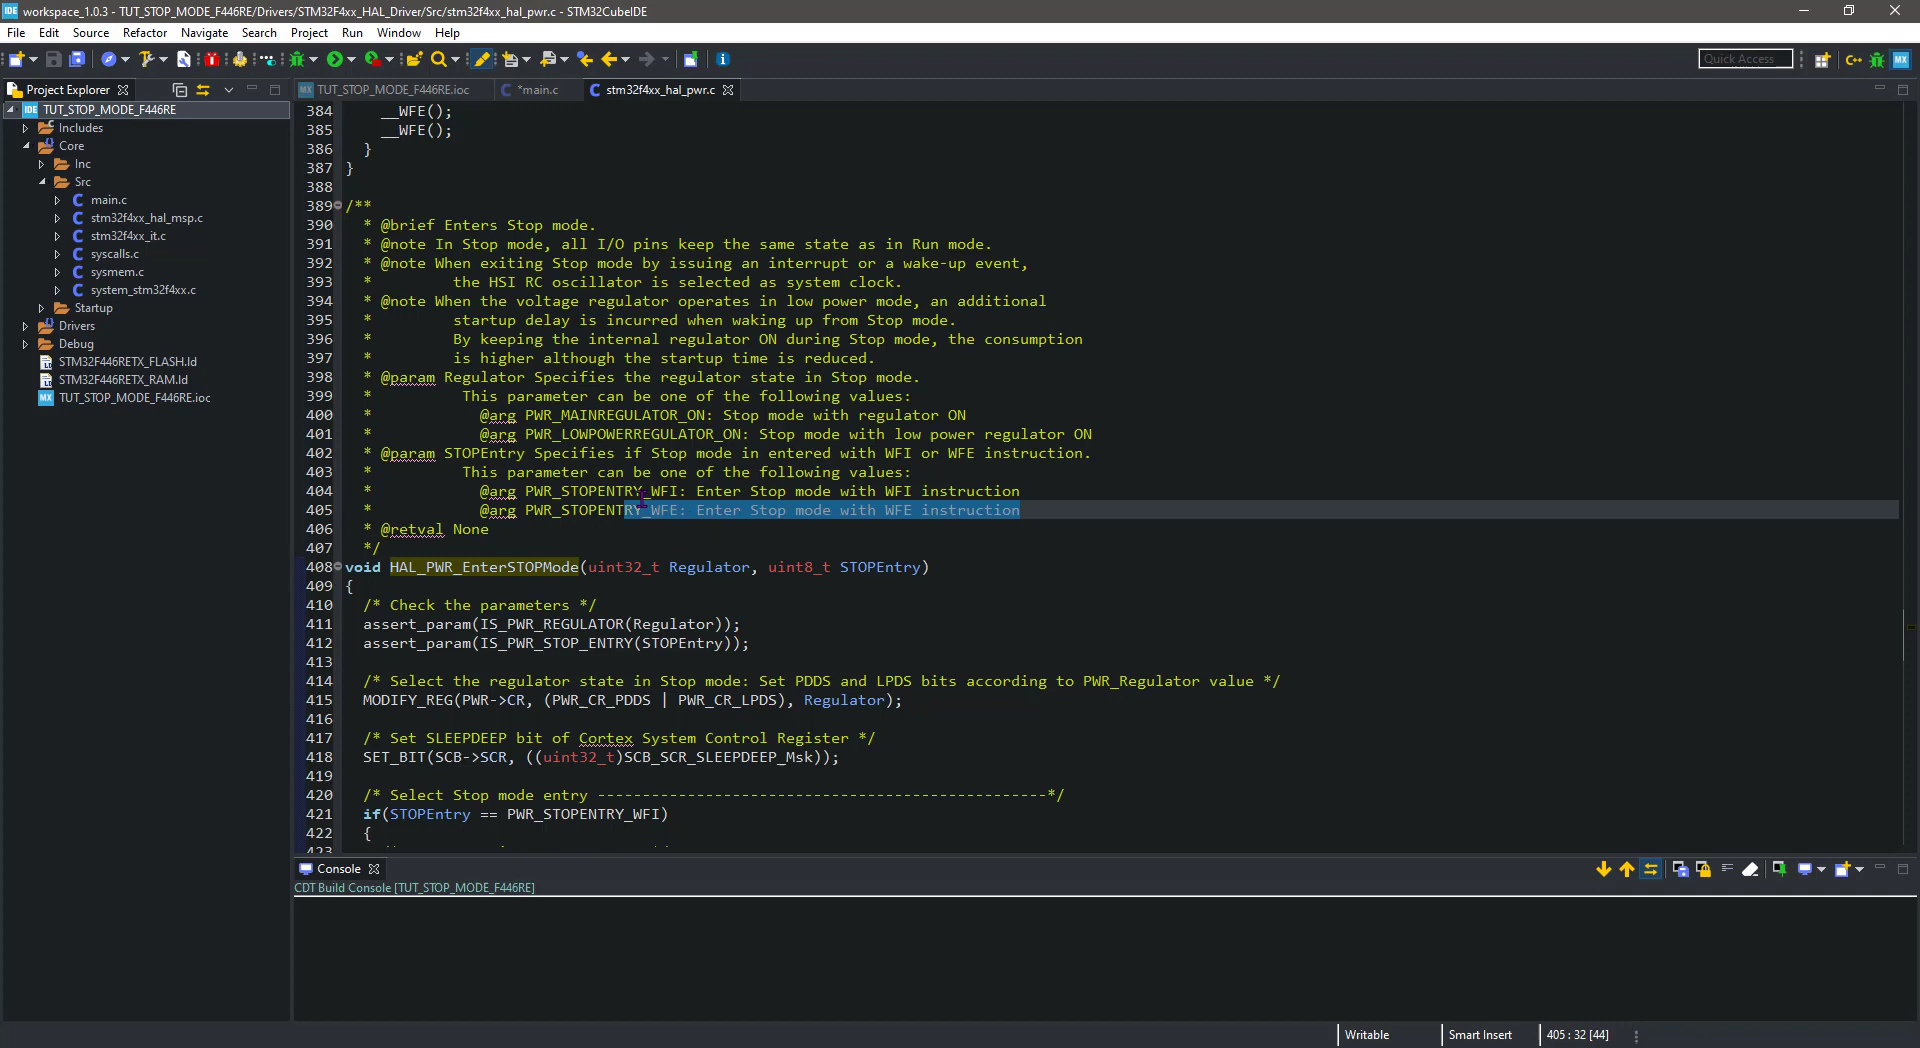 IDE workspace_1.0.3 - TUT_STOP_MODE_F446RE/Drivers/STM32F4xx_HAL_Driver/Src/stm32f4xx_hal_pwr.c - STM32CubeIDE
File Edit Source Refactor Navigate Search Project Run Window Help
Quick Access
C++
MX
Project Explorer
MX TUT_STOP_MODE_F446RE.ioc
*main.c
stm32f4xx_hal_pwr.c
IDE TUT_STOP_MODE_F446RE
Includes
Core
Inc
Src
main.c
stm32f4xx_hal_msp.c
stm32f4xx_it.c
syscalls.c
sysmem.c
system_stm32f4xx.c
Startup
Drivers
Debug
STM32F446RETX_FLASH.ld
STM32F446RETX_RAM.ld
MX TUT_STOP_MODE_F446RE.ioc
384     __WFE();
385     __WFE();
386   }
387 }
388
389 /**
390   * @brief Enters Stop mode.
391   * @note In Stop mode, all I/O pins keep the same state as in Run mode.
392   * @note When exiting Stop mode by issuing an interrupt or a wake-up event,
393   *         the HSI RC oscillator is selected as system clock.
394   * @note When the voltage regulator operates in low power mode, an additional
395   *         startup delay is incurred when waking up from Stop mode.
396   *         By keeping the internal regulator ON during Stop mode, the consumption
397   *         is higher although the startup time is reduced.
398   * @param Regulator Specifies the regulator state in Stop mode.
399   *          This parameter can be one of the following values:
400   *            @arg PWR_MAINREGULATOR_ON: Stop mode with regulator ON
401   *            @arg PWR_LOWPOWERREGULATOR_ON: Stop mode with low power regulator ON
402   * @param STOPEntry Specifies if Stop mode in entered with WFI or WFE instruction.
403   *          This parameter can be one of the following values:
404   *            @arg PWR_STOPENTRY_WFI: Enter Stop mode with WFI instruction
405   *            @arg PWR_STOPENTRY_WFE: Enter Stop mode with WFE instruction
406   * @retval None
407   */
408 void HAL_PWR_EnterSTOPMode(uint32_t Regulator, uint8_t STOPEntry)
409 {
410   /* Check the parameters */
411   assert_param(IS_PWR_REGULATOR(Regulator));
412   assert_param(IS_PWR_STOP_ENTRY(STOPEntry));
413
414   /* Select the regulator state in Stop mode: Set PDDS and LPDS bits according to PWR_Regulator value */
415   MODIFY_REG(PWR->CR, (PWR_CR_PDDS | PWR_CR_LPDS), Regulator);
416
417   /* Set SLEEPDEEP bit of Cortex System Control Register */
418   SET_BIT(SCB->SCR, ((uint32_t)SCB_SCR_SLEEPDEEP_Msk));
419
420   /* Select Stop mode entry --------------------------------------------------*/
421   if(STOPEntry == PWR_STOPENTRY_WFI)
422   {
423
Console
CDT Build Console [TUT_STOP_MODE_F446RE]
Writable
Smart Insert
405 : 32 [44]